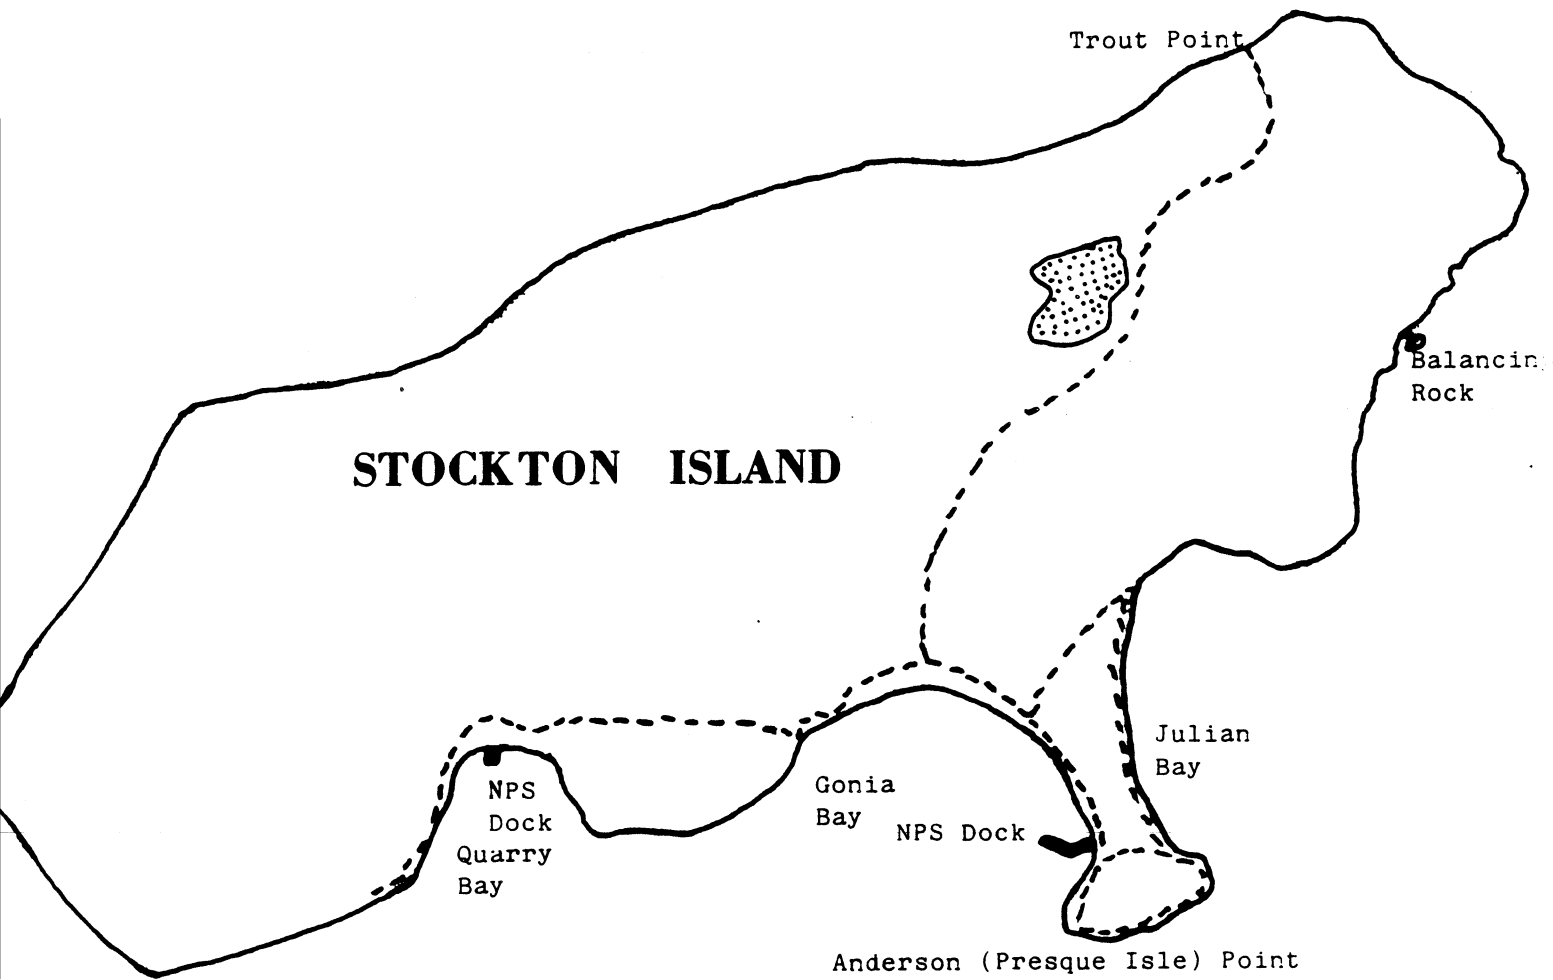 Trout Point
Balancin
Rock
STOCKTON ISLAND
Julian
Bay
Gonia
Bay
NPS
Dock
NPS Dock
Quarry
Bay
Anderson (Presque Isle) Point